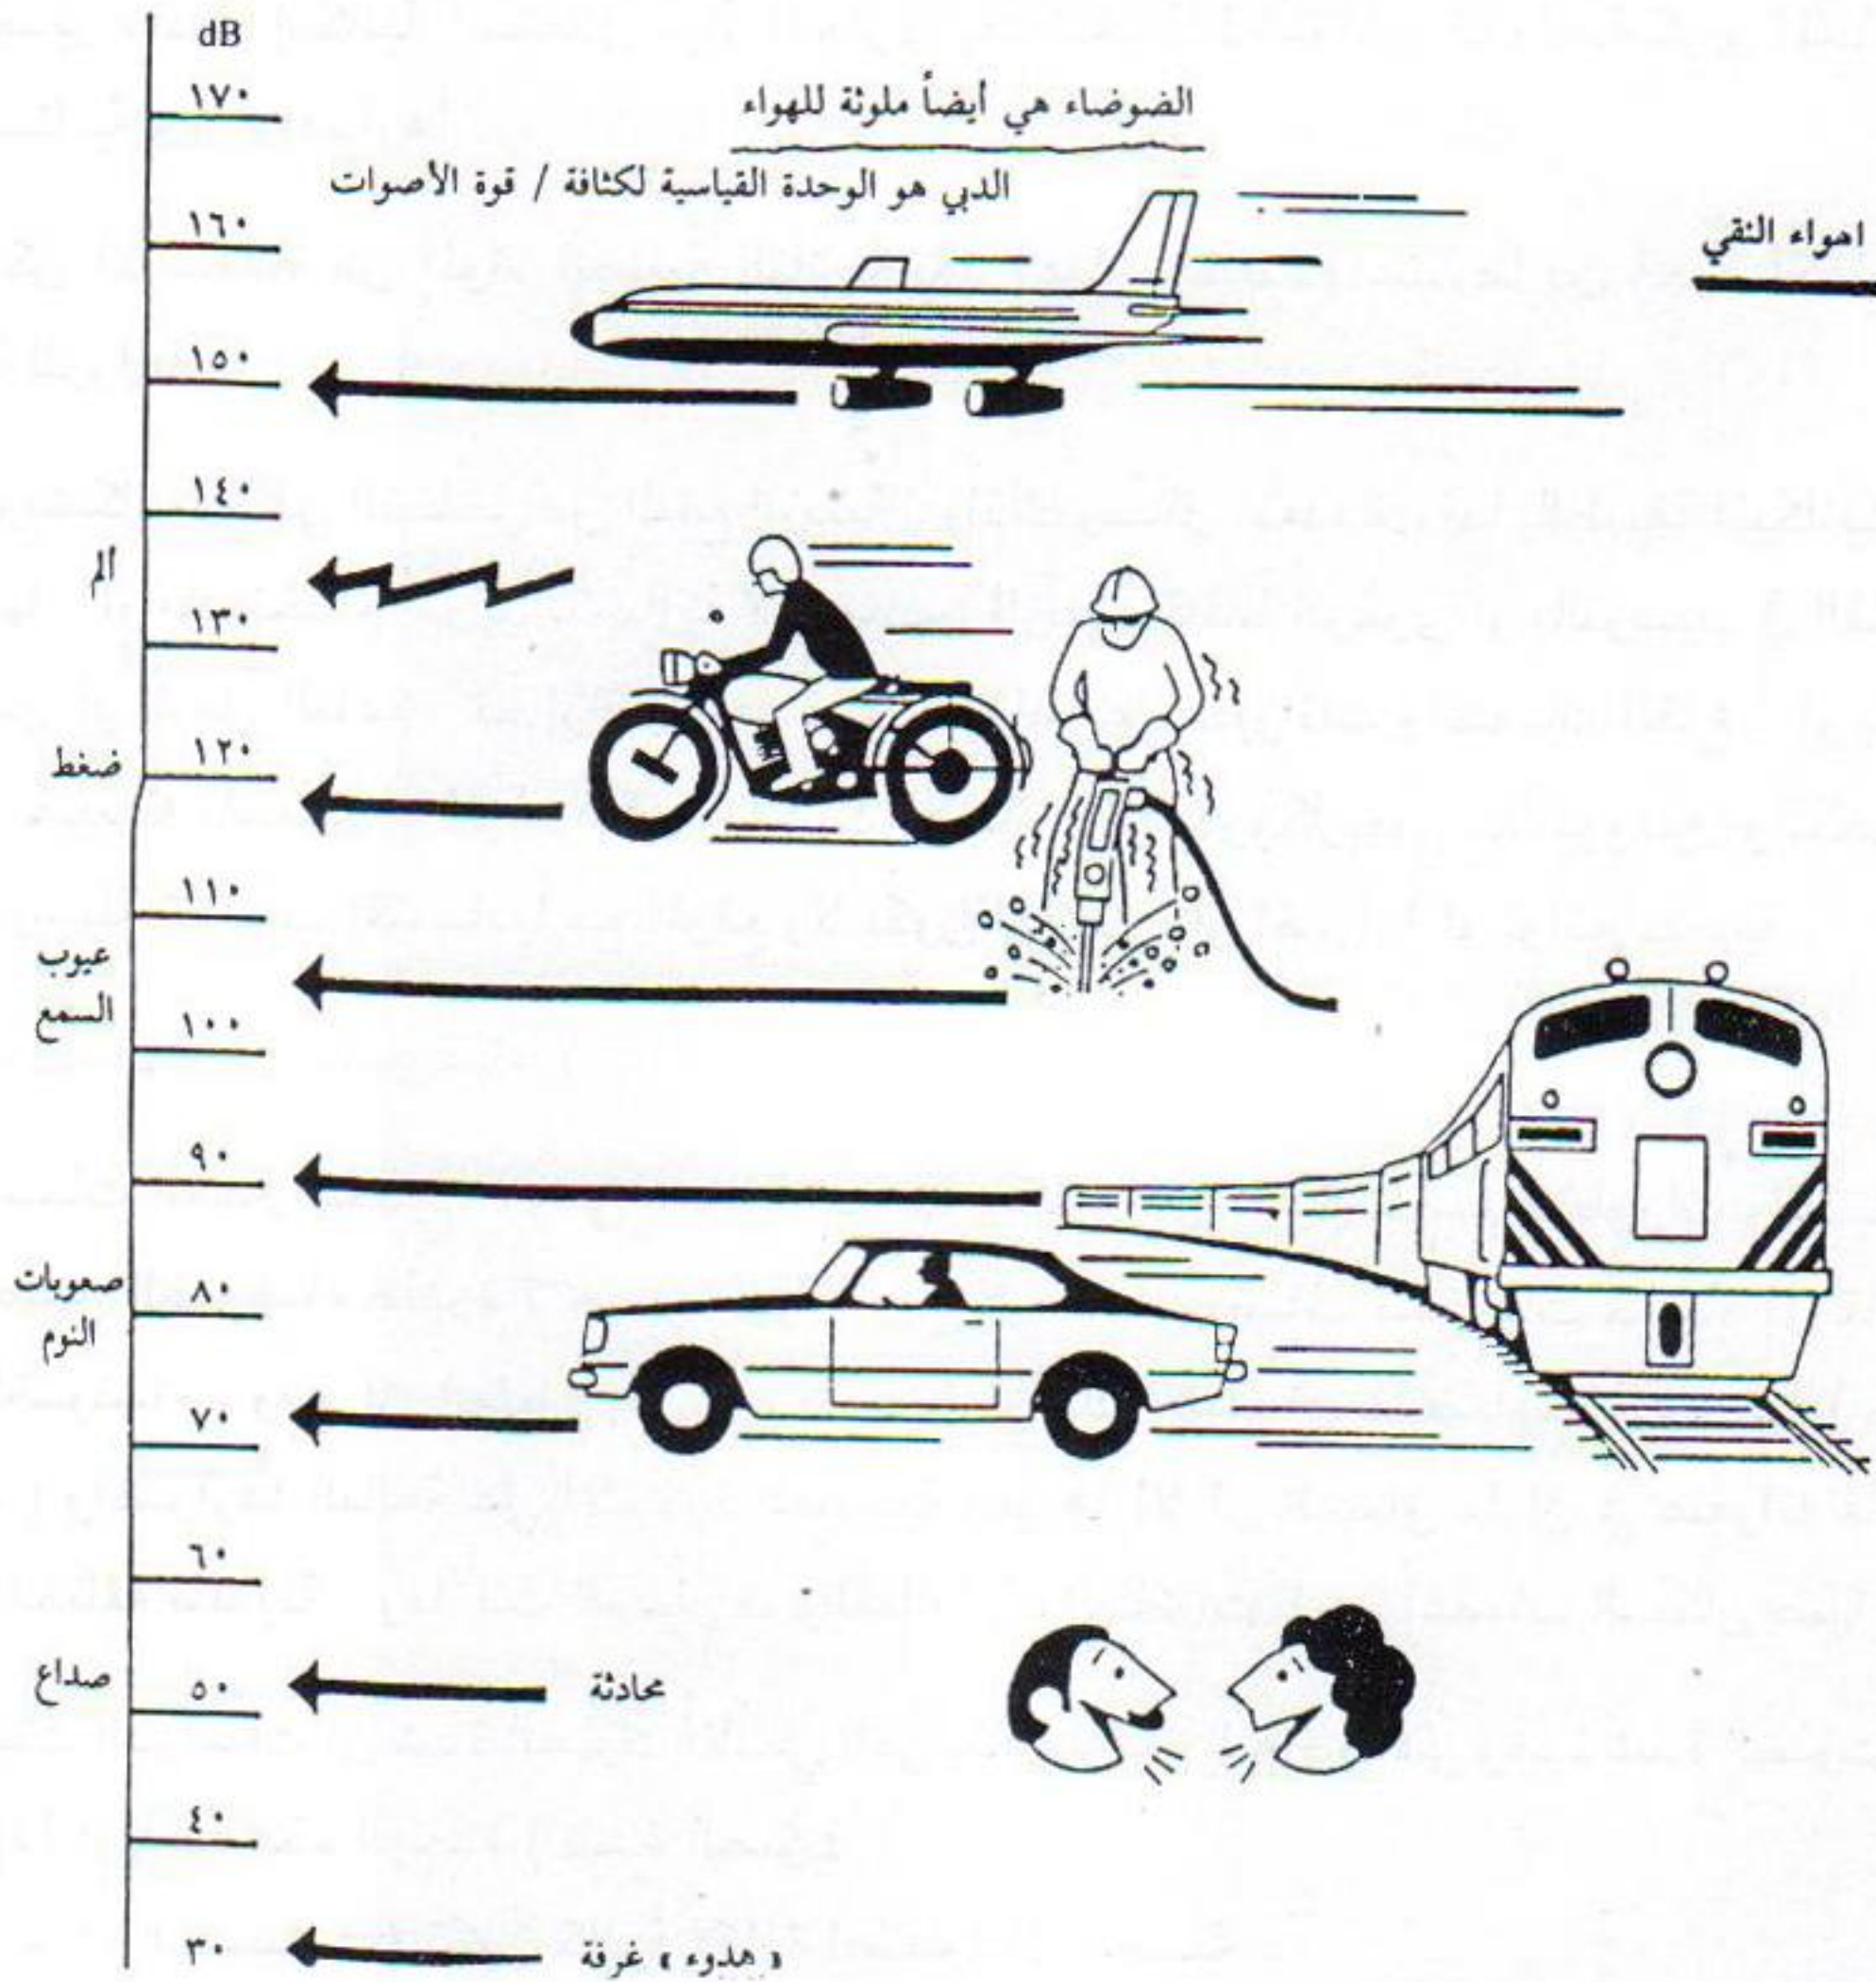 dB
١٧٠
الضوضاء هي أيضاً ملوثة للهواء
الدبي هو الوحدة القياسية لكثافة / قوة الأصوات
١٦٠
اهواء النقي
١٥٠
١٤٠
ألم
١٣٠
ضغط
١٢٠
١١٠
عيوب
السمع
١٠٠
٩٠
صعوبات
النوم
٨٠
٧٠
٦٠
صداع
٥٠
محادثة
٤٠
٣٠
« هدوء » غرفة